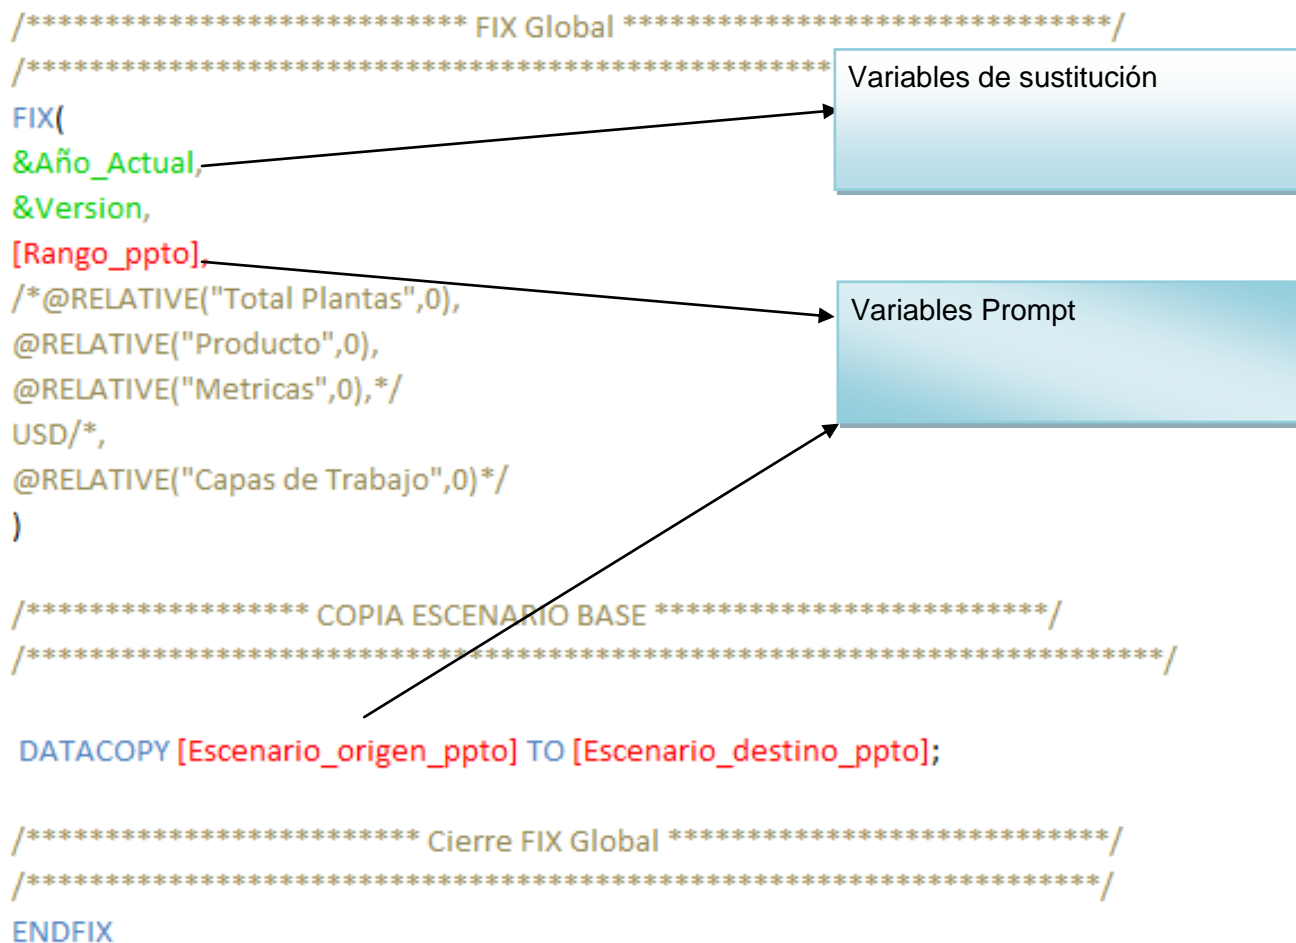 /**************************** FIX Global *******************************/
/***************************************************
Variables de sustitución
FIX(
&Año_Actual,
&Version,
[Rango_ppto],
/*@RELATIVE("Total Plantas",0),
Variables Prompt
@RELATIVE("Producto",0),
@RELATIVE("Metricas",0),*/
USD/*,
@RELATIVE("Capas de Trabajo",0)*/
)
/****************** COPIA ESCENARIO BASE *************************/
/************************************************************************/
DATACOPY [Escenario_origen_ppto] TO [Escenario_destino_ppto];
/************************* Cierre FIX Global ****************************/
/********************************************************************/
ENDFIX